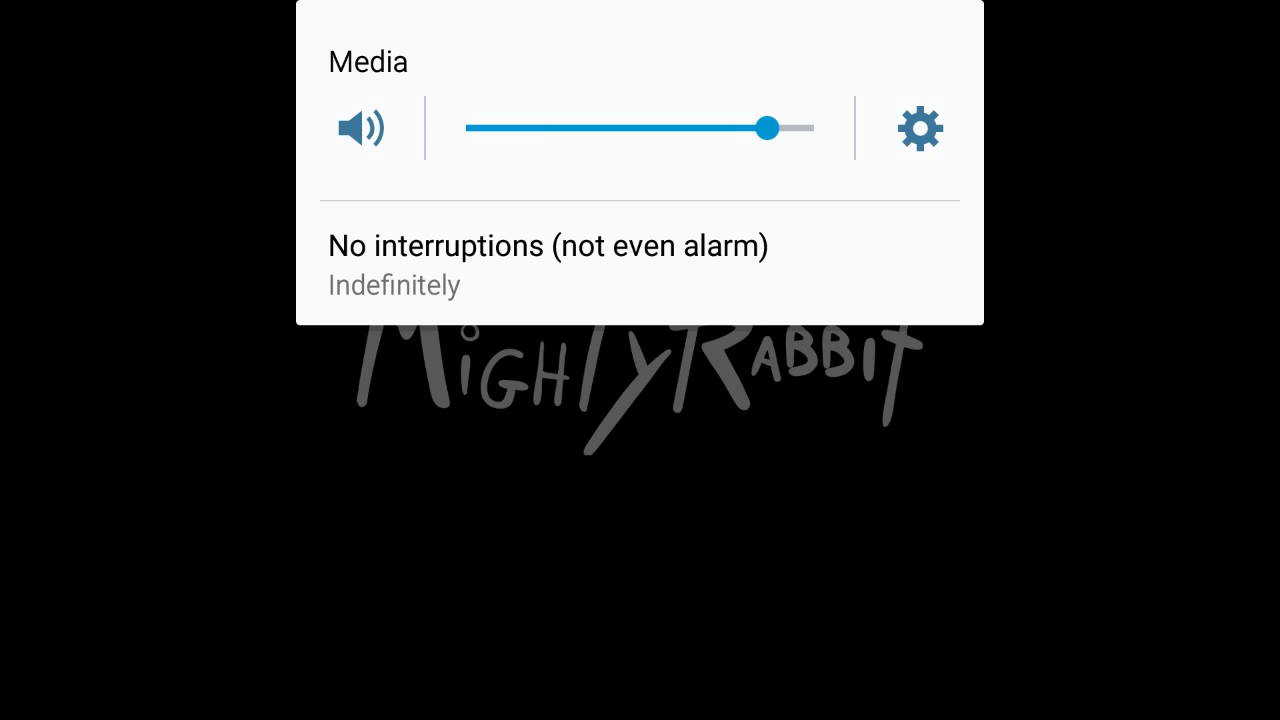 Media
No interruptions (not even alarm)
Indefinitely
MiGHTyRABBiT